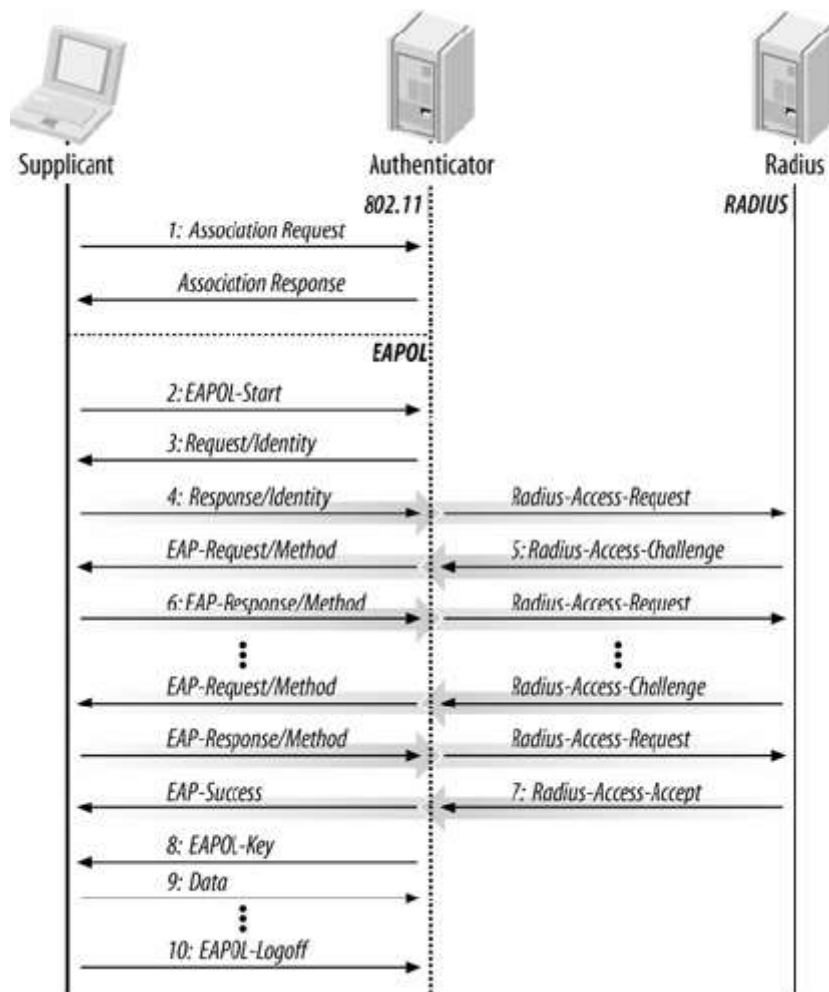 Supplicant Authenticator Radius
802.11 RADIUS
1: Association Request
Association Response
EAPOL
2: EAPOL-Start
3: Request/Identity
4: Response/Identity Radius-Access-Request
EAP-Request/Method 5: Radius-Access-Challenge
6: EAP-Response/Method Radius-Access-Request
EAP-Request/Method Radius-Access-Challenge
EAP-Response/Method Radius-Access-Request
EAP-Success 7: Radius-Access-Accept
8: EAPOL-Key
9: Data
10: EAPOL-Logoff